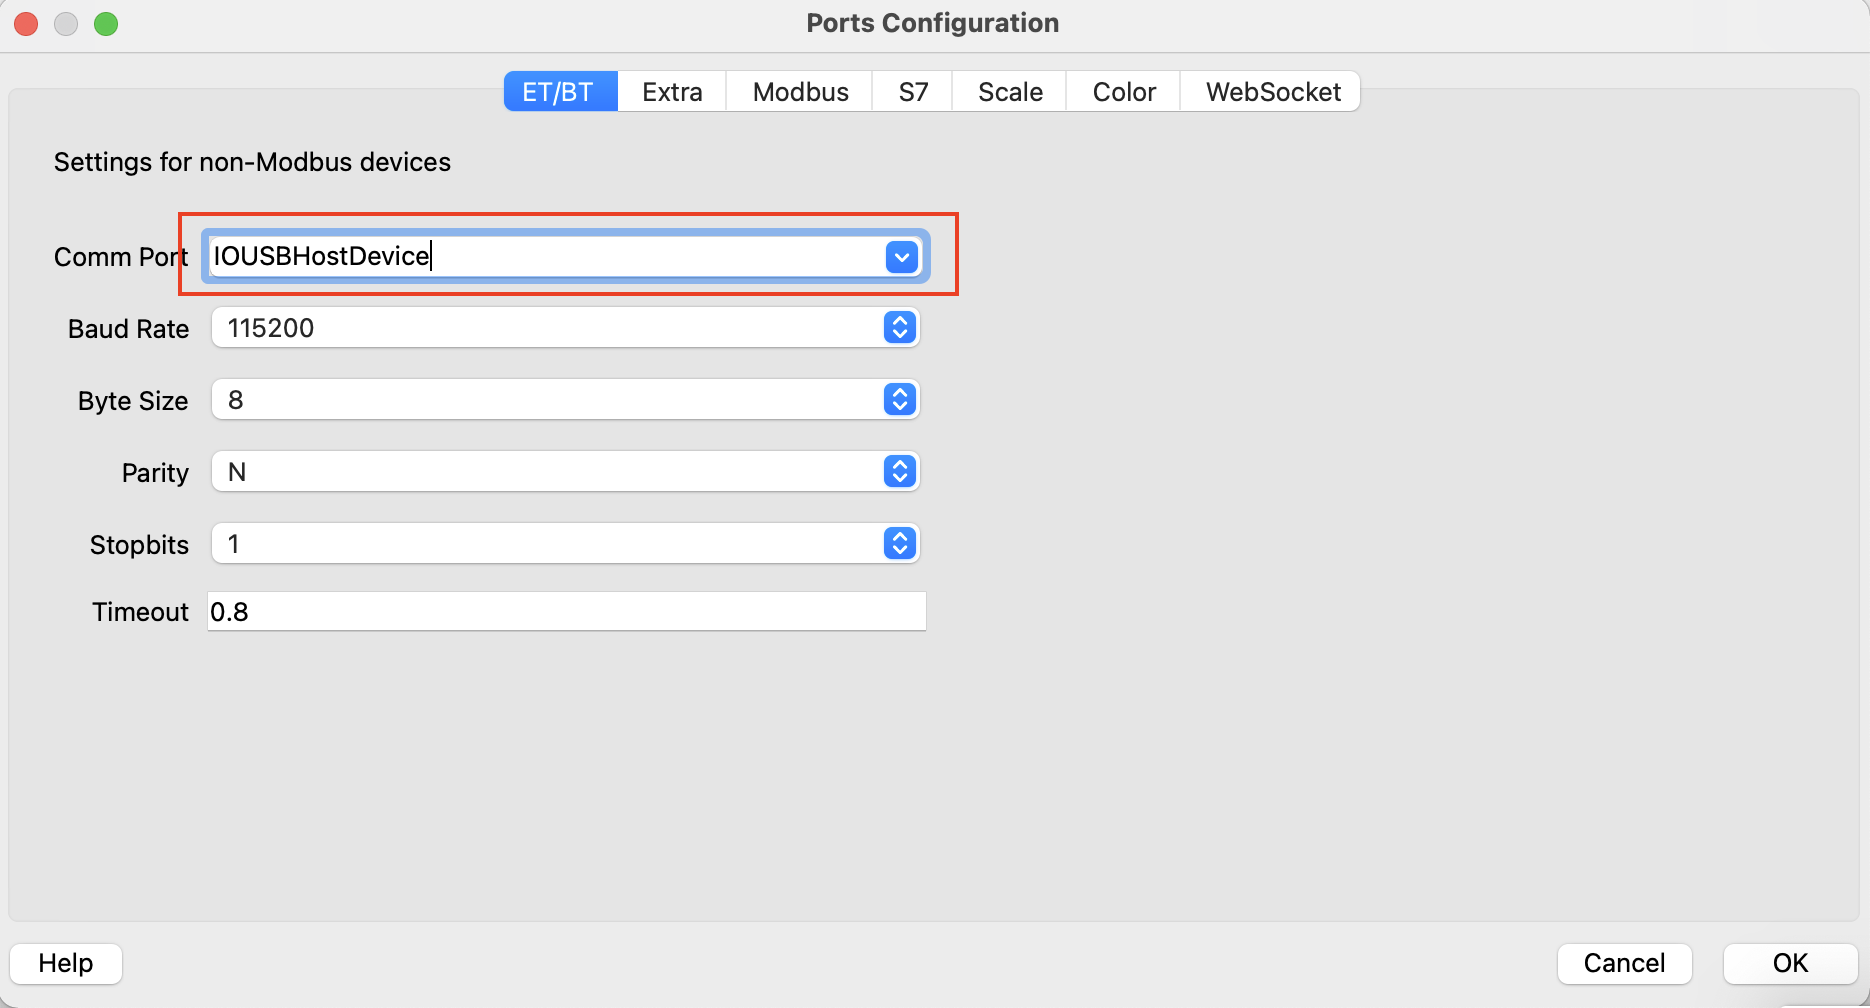 Ports Configuration
ET/BT Extra Modbus S7 Scale Color WebSocket
Settings for non-Modbus devices
Comm Port IOUSBHostDevice
Baud Rate 115200
Byte Size 8
Parity N
Stopbits 1
Timeout 0.8
Help Cancel OK